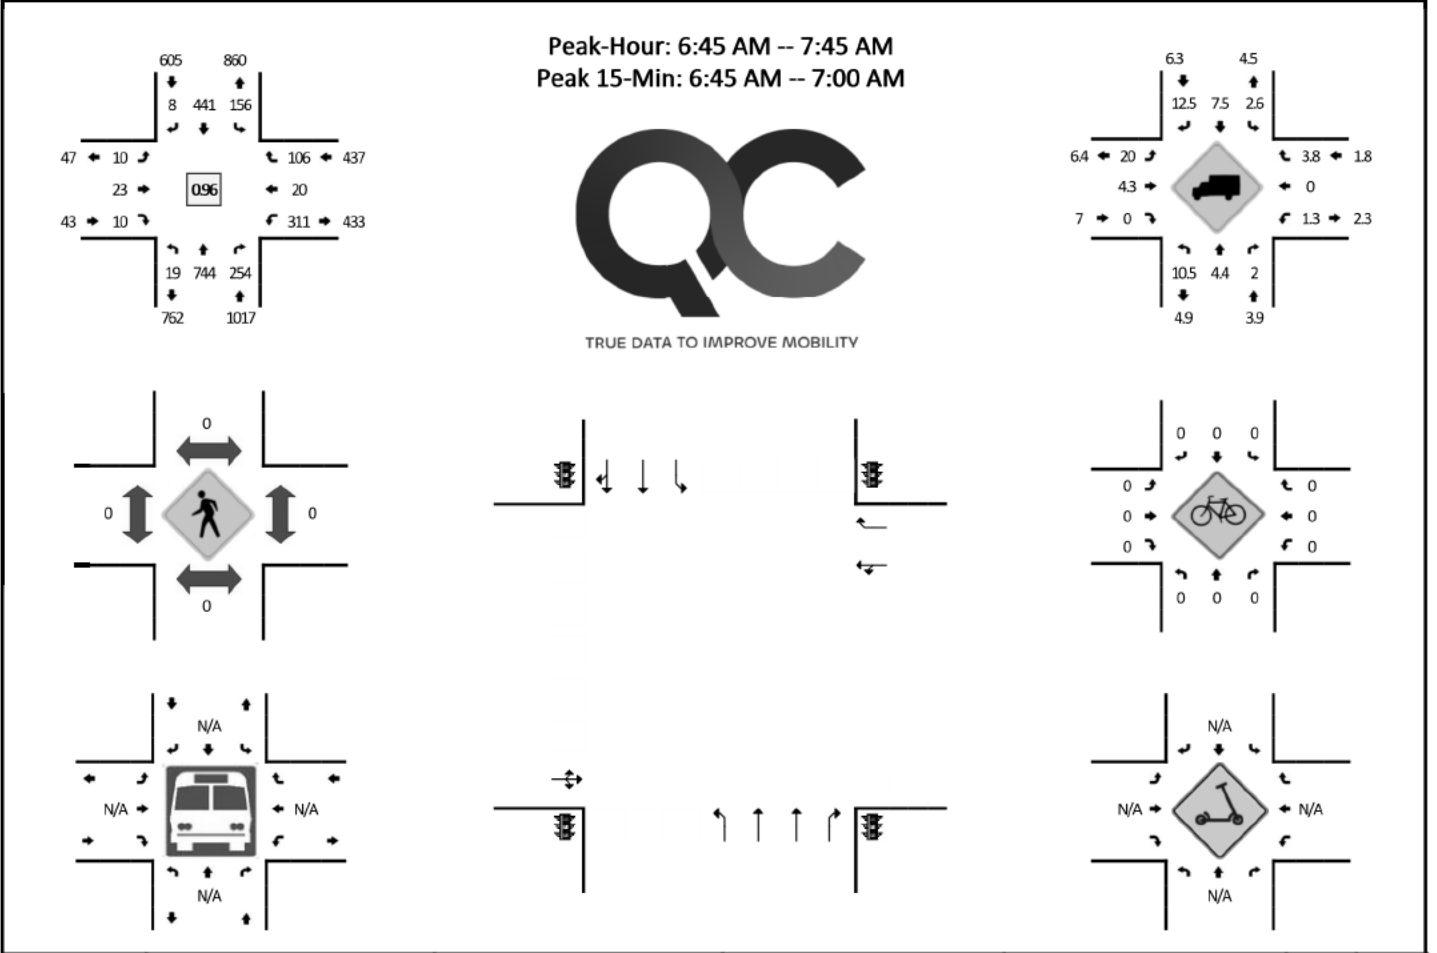 Peak-Hour: 6:45 AM -- 7:45 AM
Peak 15-Min: 6:45 AM -- 7:00 AM
605 860
8 441 156
47 10 106 437
23 0.96 20
43 10 311 433
19 744 254
762 1017
QC
TRUE DATA TO IMPROVE MOBILITY
6.3 4.5
12.5 7.5 2.6
6.4 20 3.8 1.8
4.3 0
7 0 1.3 2.3
10.5 4.4 2
4.9 3.9
0
0 0
0
0 0 0
0 0
0 0
0 0
0 0 0
N/A
N/A N/A
N/A
N/A
N/A N/A
N/A